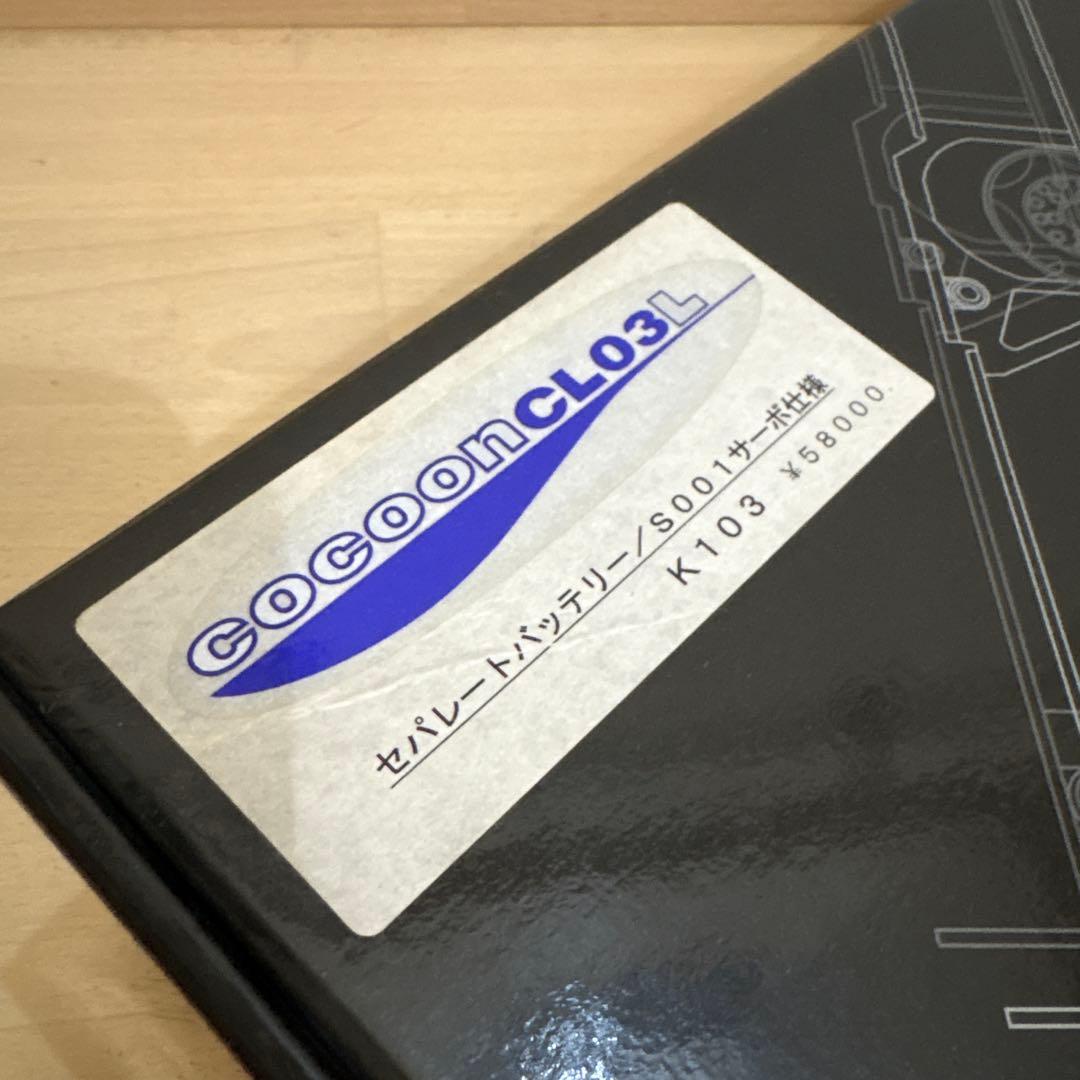 cocoonCL03L
セパレートバッテリー／S001サーボ仕様
K103 ¥58000.